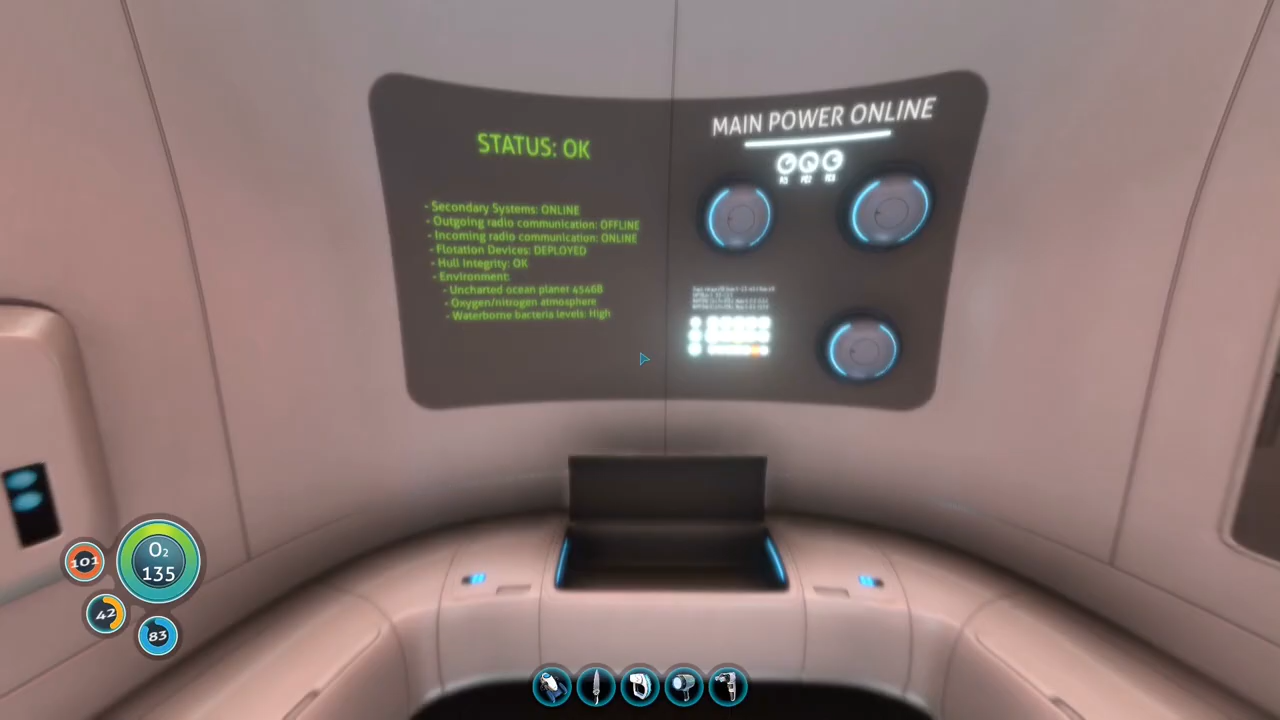 STATUS: OK
- Secondary Systems: ONLINE
- Outgoing radio communication: OFFLINE
- Incoming radio communication: ONLINE
- Flotation Devices: DEPLOYED
- Hull Integrity: OK
- Environment:
- Uncharted ocean planet 4546B
- Oxygen/nitrogen atmosphere
- Waterborne bacteria levels: High
MAIN POWER ONLINE
101
O₂
135
42
83